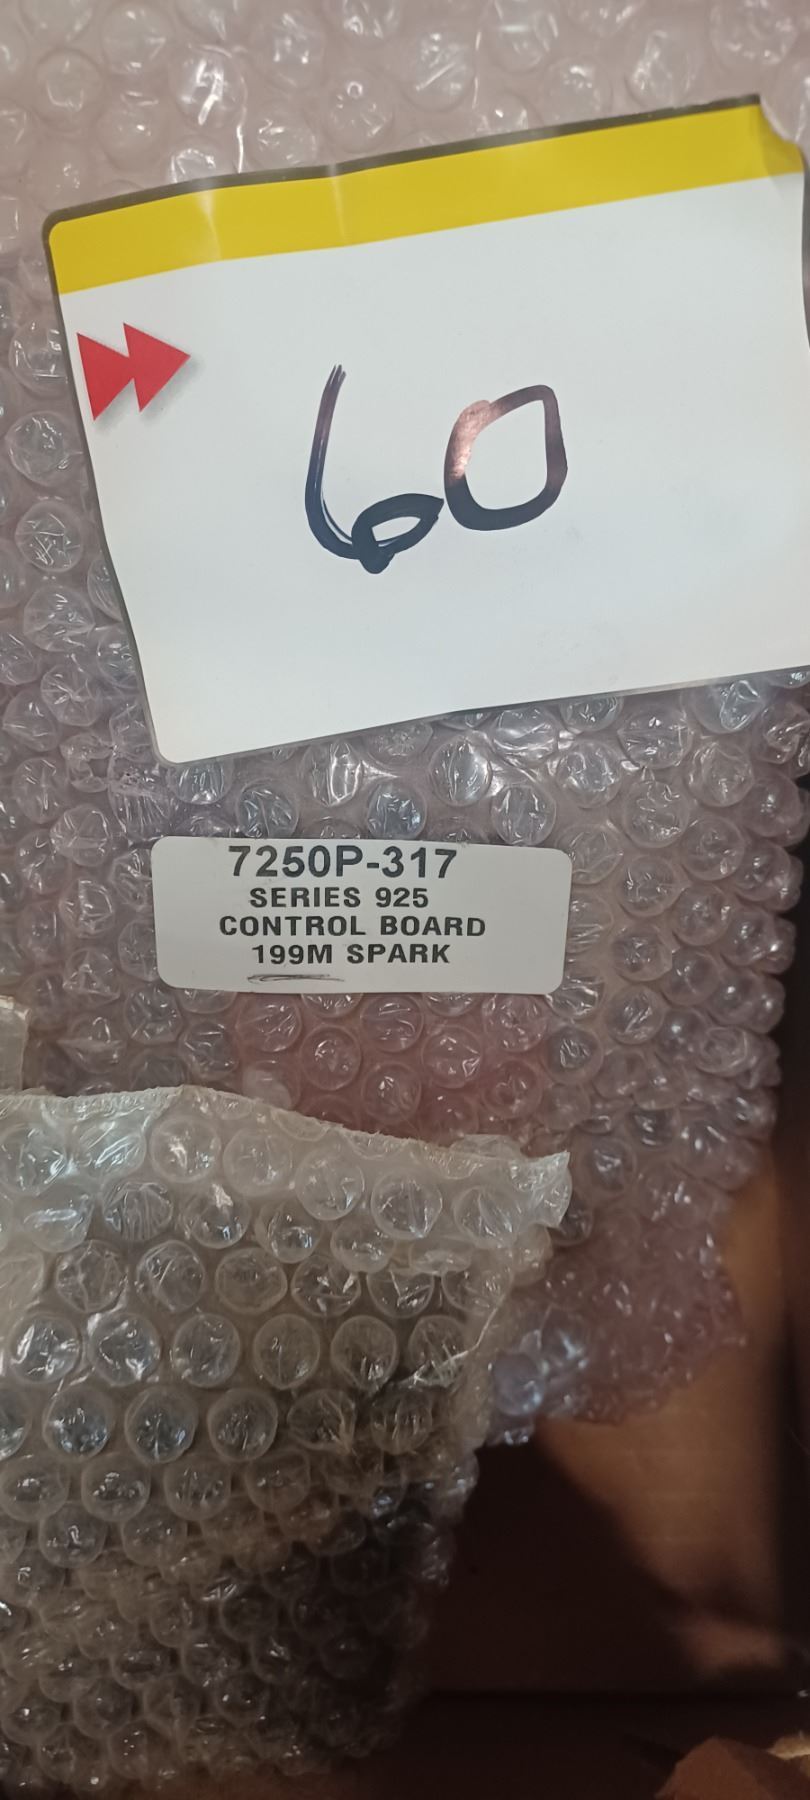 60
7250P-317
SERIES 925
CONTROL BOARD
199M SPARK